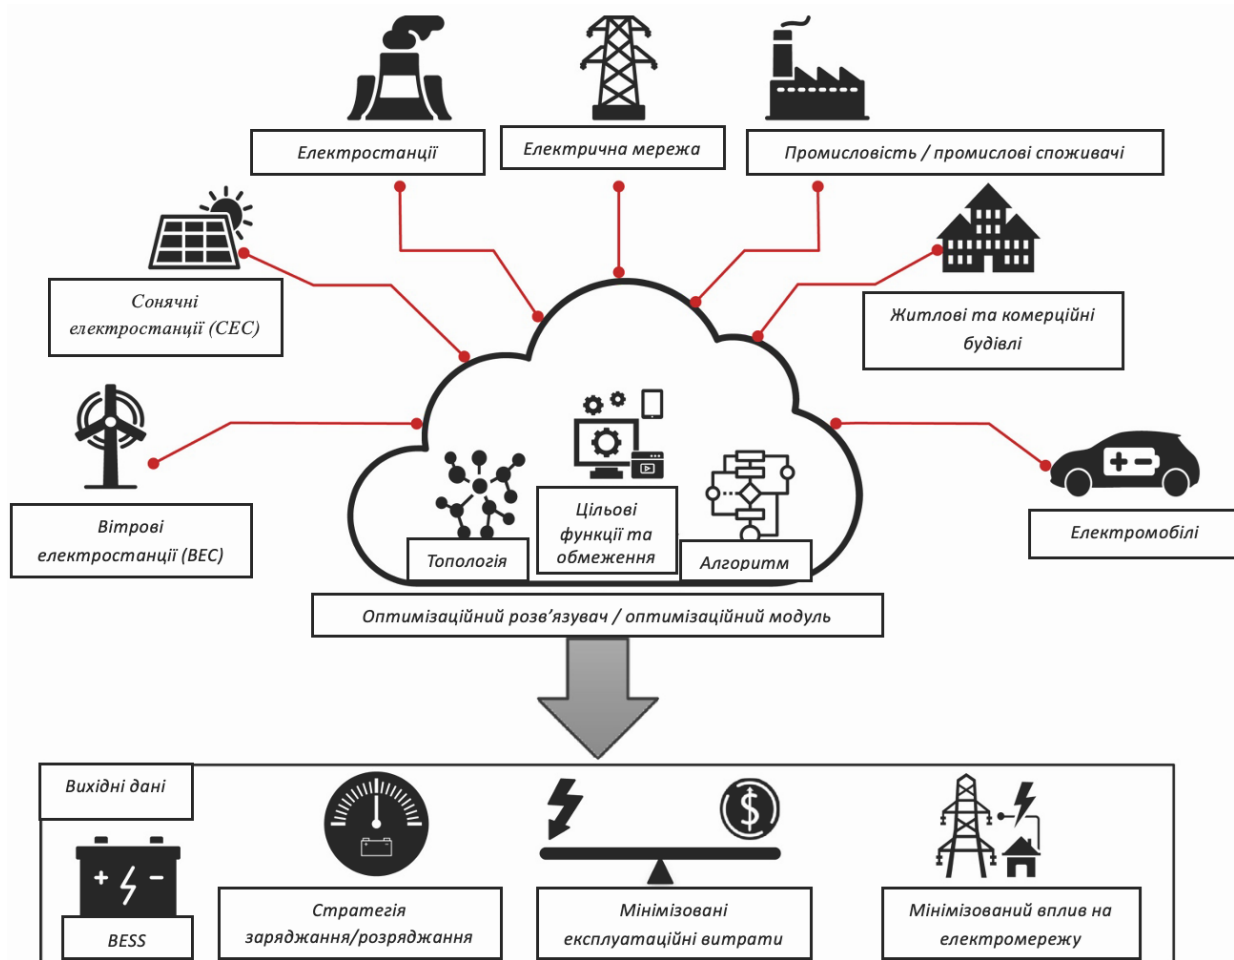 Електростанції
Електрична мережа
Промисловість / промислові споживачі
Сонячні
електростанції (СЕС)
Житлові та комерційні
будівлі
Вітрові
електростанції (ВЕС)
Електромобілі
Цільові
функції та
обмеження
Топологія
Алгоритм
Оптимізаційний розв’язувач / оптимізаційний модуль
Вихідні дані
BESS
Стратегія
заряджання/розряджання
Мінімізовані
експлуатаційні витрати
Мінімізований вплив на
електромережу